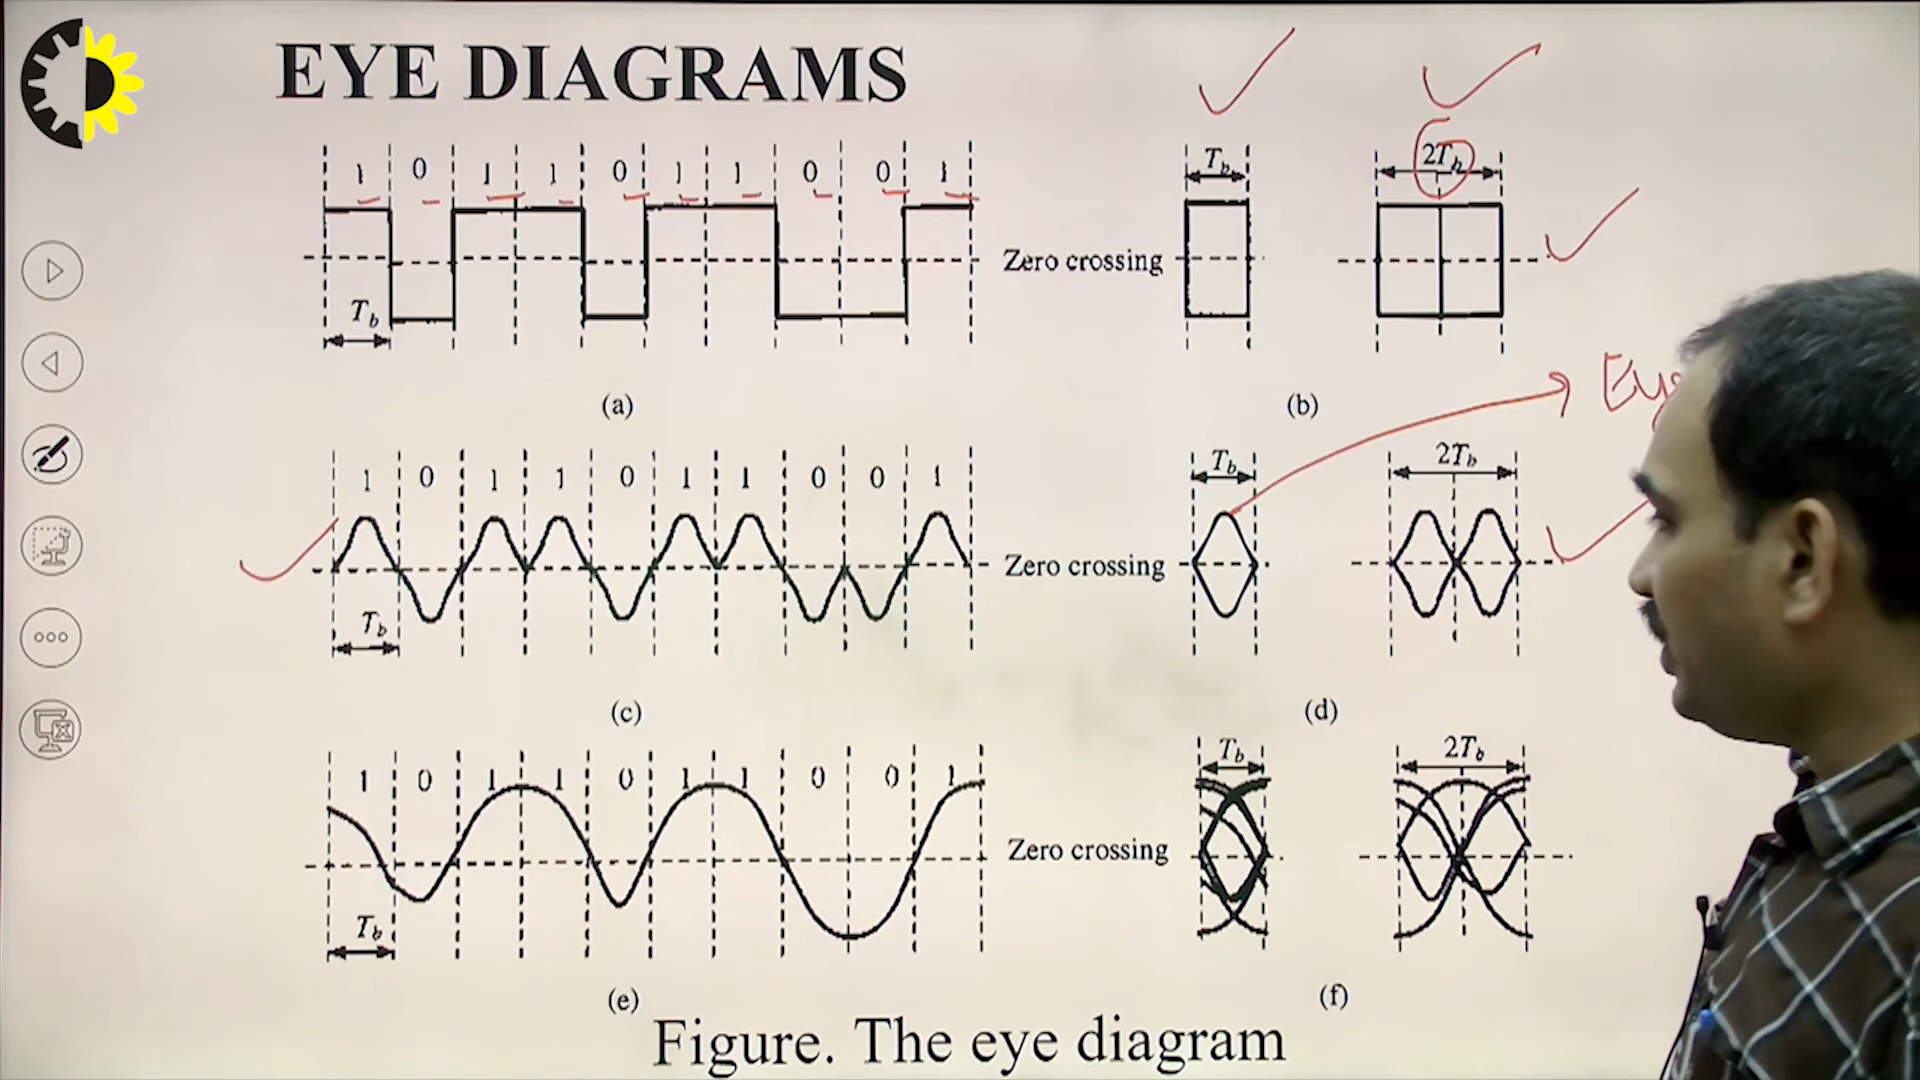 EYE DIAGRAMS
1 0 1 1 0 1 1 0 0 1
T_b
2T_b
Zero crossing
T_b
(a)
(b)
1 0 1 1 0 1 1 0 0 1
T_b
2T_b
Zero crossing
T_b
(c)
(d)
1 0 1 1 0 1 1 0 0 1
T_b
2T_b
Zero crossing
T_b
(e)
(f)
Figure. The eye diagram